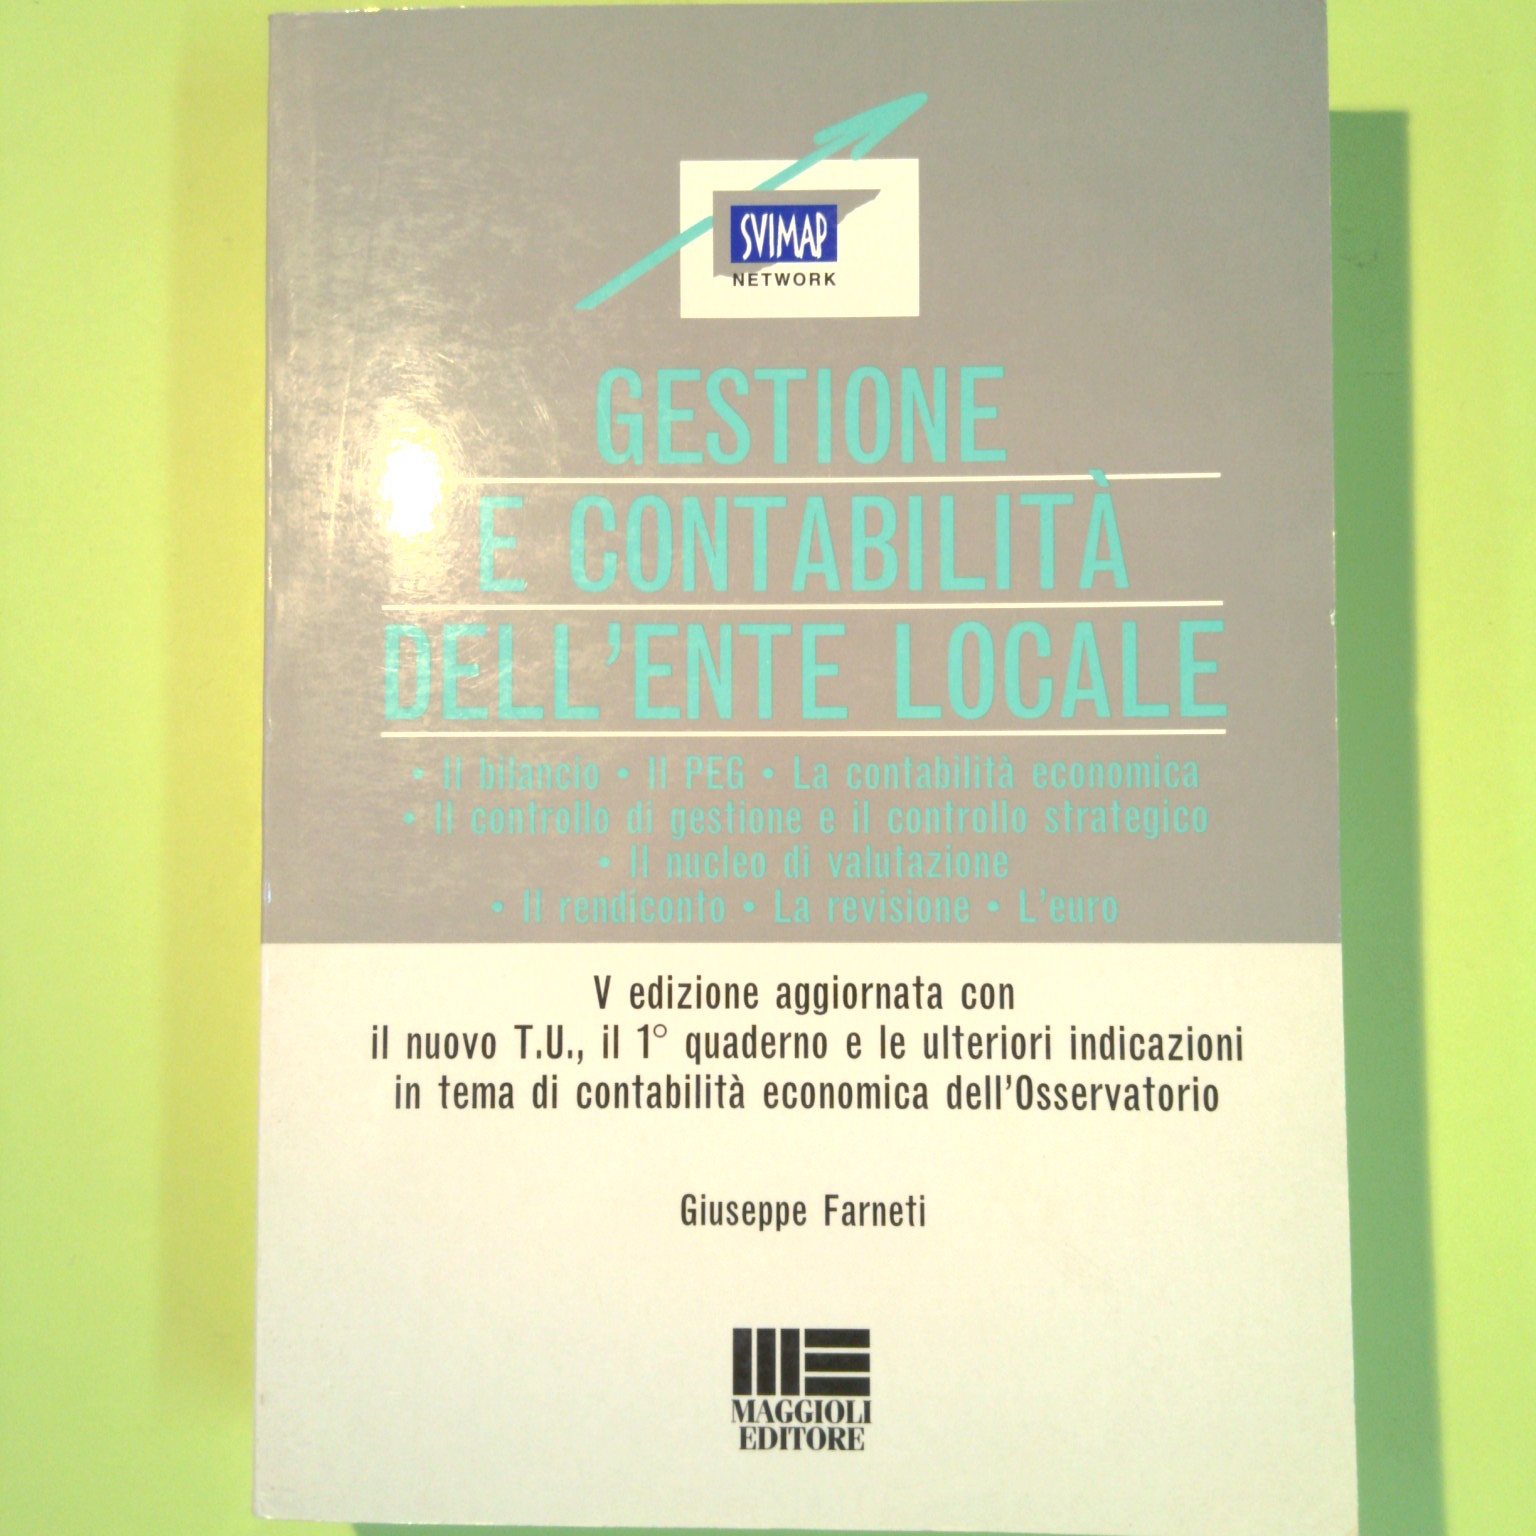 SVIMAP
NETWORK
GESTIONE
E CONTABILITÀ
DELL'ENTE LOCALE
• Il bilancio • Il PEG • La contabilità economica
• Il controllo di gestione e il controllo strategico
• Il nucleo di valutazione
• Il rendiconto • La revisione • L'euro
V edizione aggiornata con
il nuovo T.U., il 1° quaderno e le ulteriori indicazioni
in tema di contabilità economica dell'Osservatorio
Giuseppe Farneti
MAGGIOLI
EDITORE